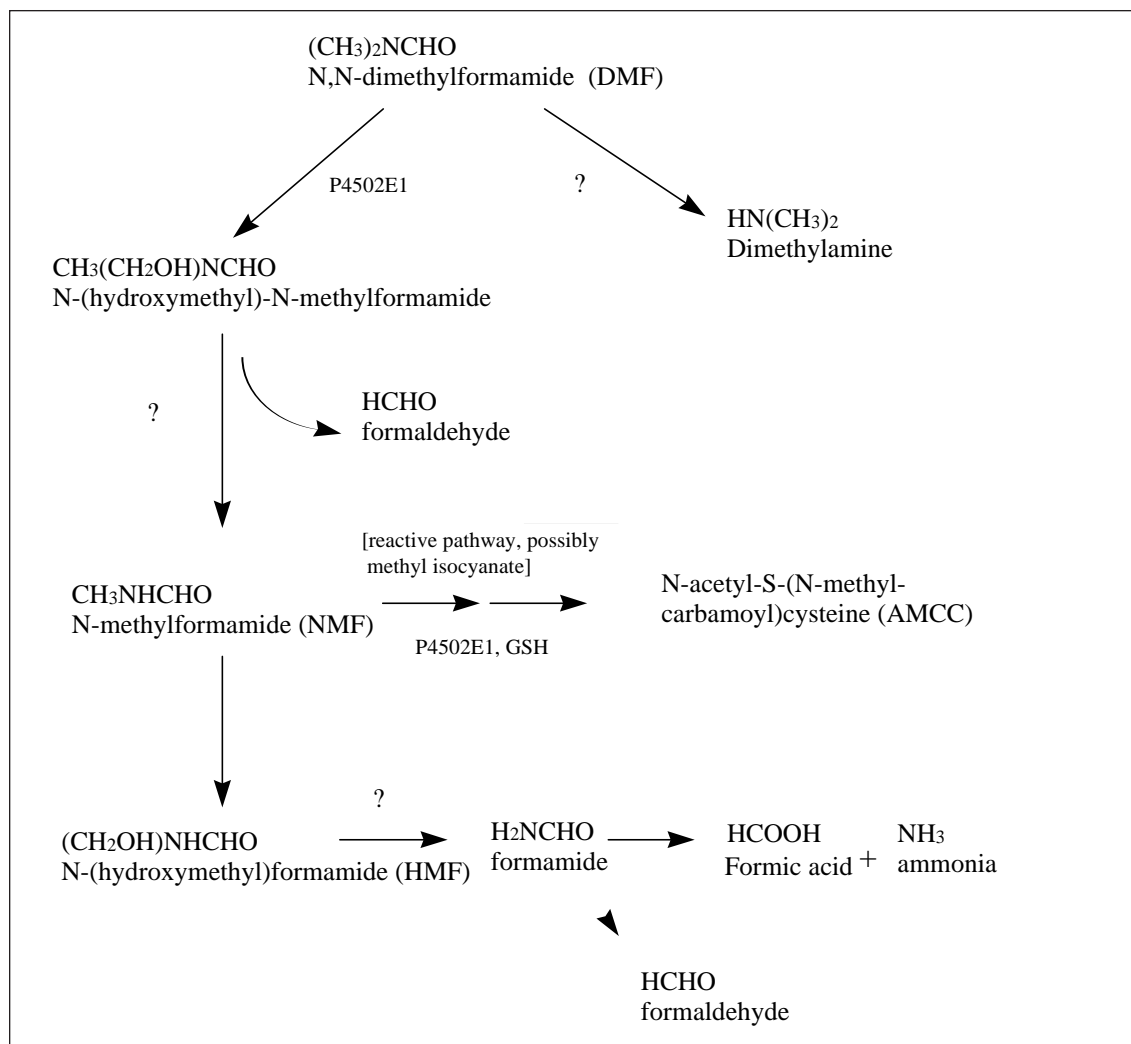 (CH3)2NCHO
N,N-dimethylformamide (DMF)
P4502E1
?
HN(CH3)2
Dimethylamine
CH3(CH2OH)NCHO
N-(hydroxymethyl)-N-methylformamide
?
HCHO
formaldehyde
[reactive pathway, possibly
methyl isocyanate]
CH3NHCHO
N-methylformamide (NMF)
P4502E1, GSH
N-acetyl-S-(N-methyl-
carbamoyl)cysteine (AMCC)
(CH2OH)NHCHO
N-(hydroxymethyl)formamide (HMF)
?
H2NCHO
formamide
HCOOH
Formic acid
+
NH3
ammonia
HCHO
formaldehyde